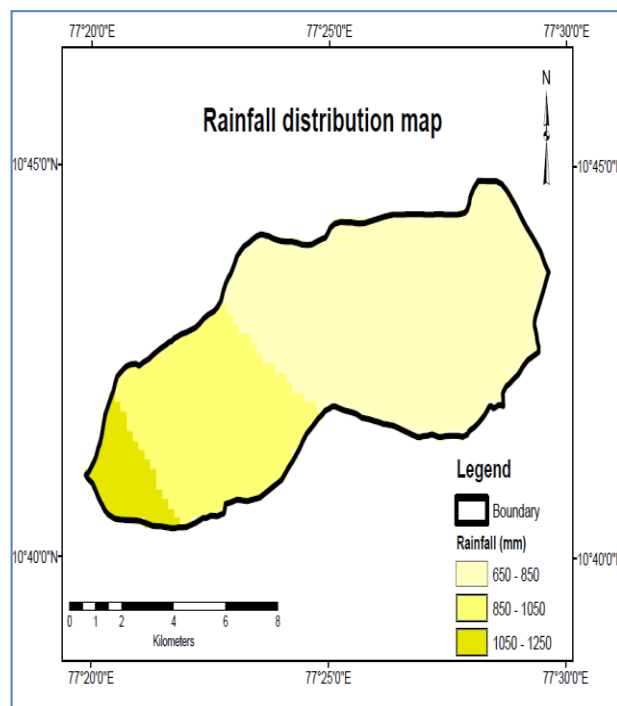 77°20'0"E 77°25'0"E 77°30'0"E
N
Rainfall distribution map
10°45'0"N 10°45'0"N
Legend
Boundary
Rainfall (mm)
650 - 850
850 - 1050
1050 - 1250
10°40'0"N 10°40'0"N
0 1 2 4 6 8
Kilometers
77°20'0"E 77°25'0"E 77°30'0"E